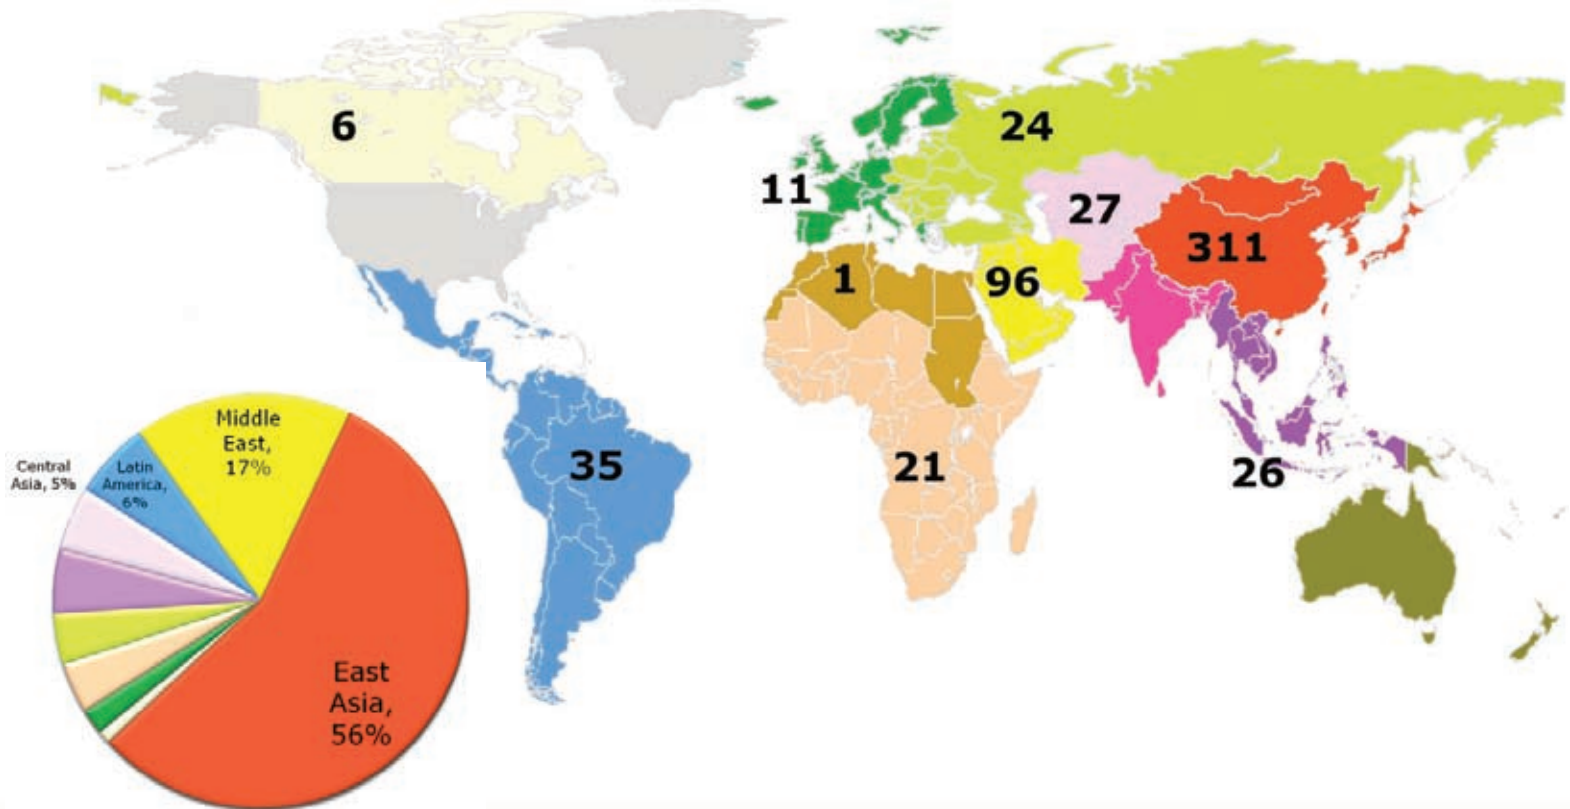 6
24
11
27
311
1
96
35
21
26
Middle
East,
17%
Central
Asia, 5%
Latin
America,
6%
East
Asia,
56%